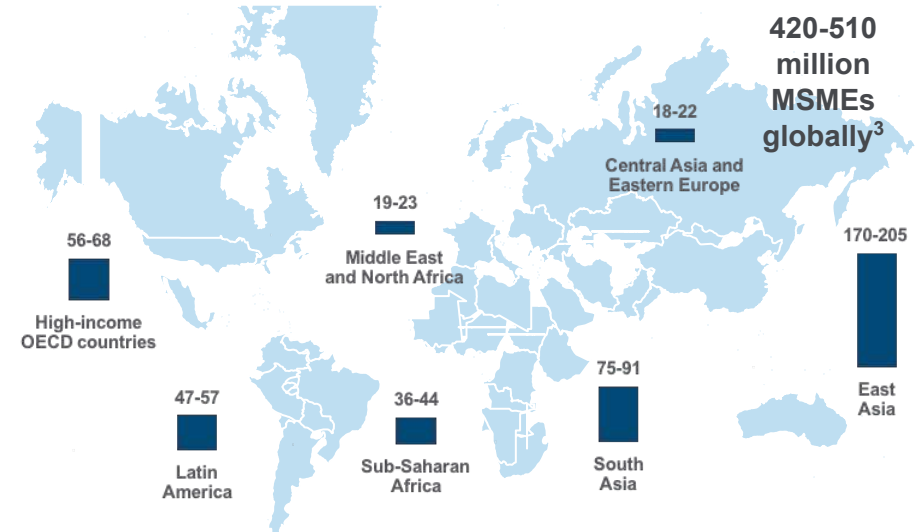 420-510
million
MSMEs
globally3
18-22
Central Asia and
Eastern Europe
19-23
Middle East
and North Africa
56-68
High-income
OECD countries
170-205
East
Asia
75-91
South
Asia
47-57
Latin
America
36-44
Sub-Saharan
Africa